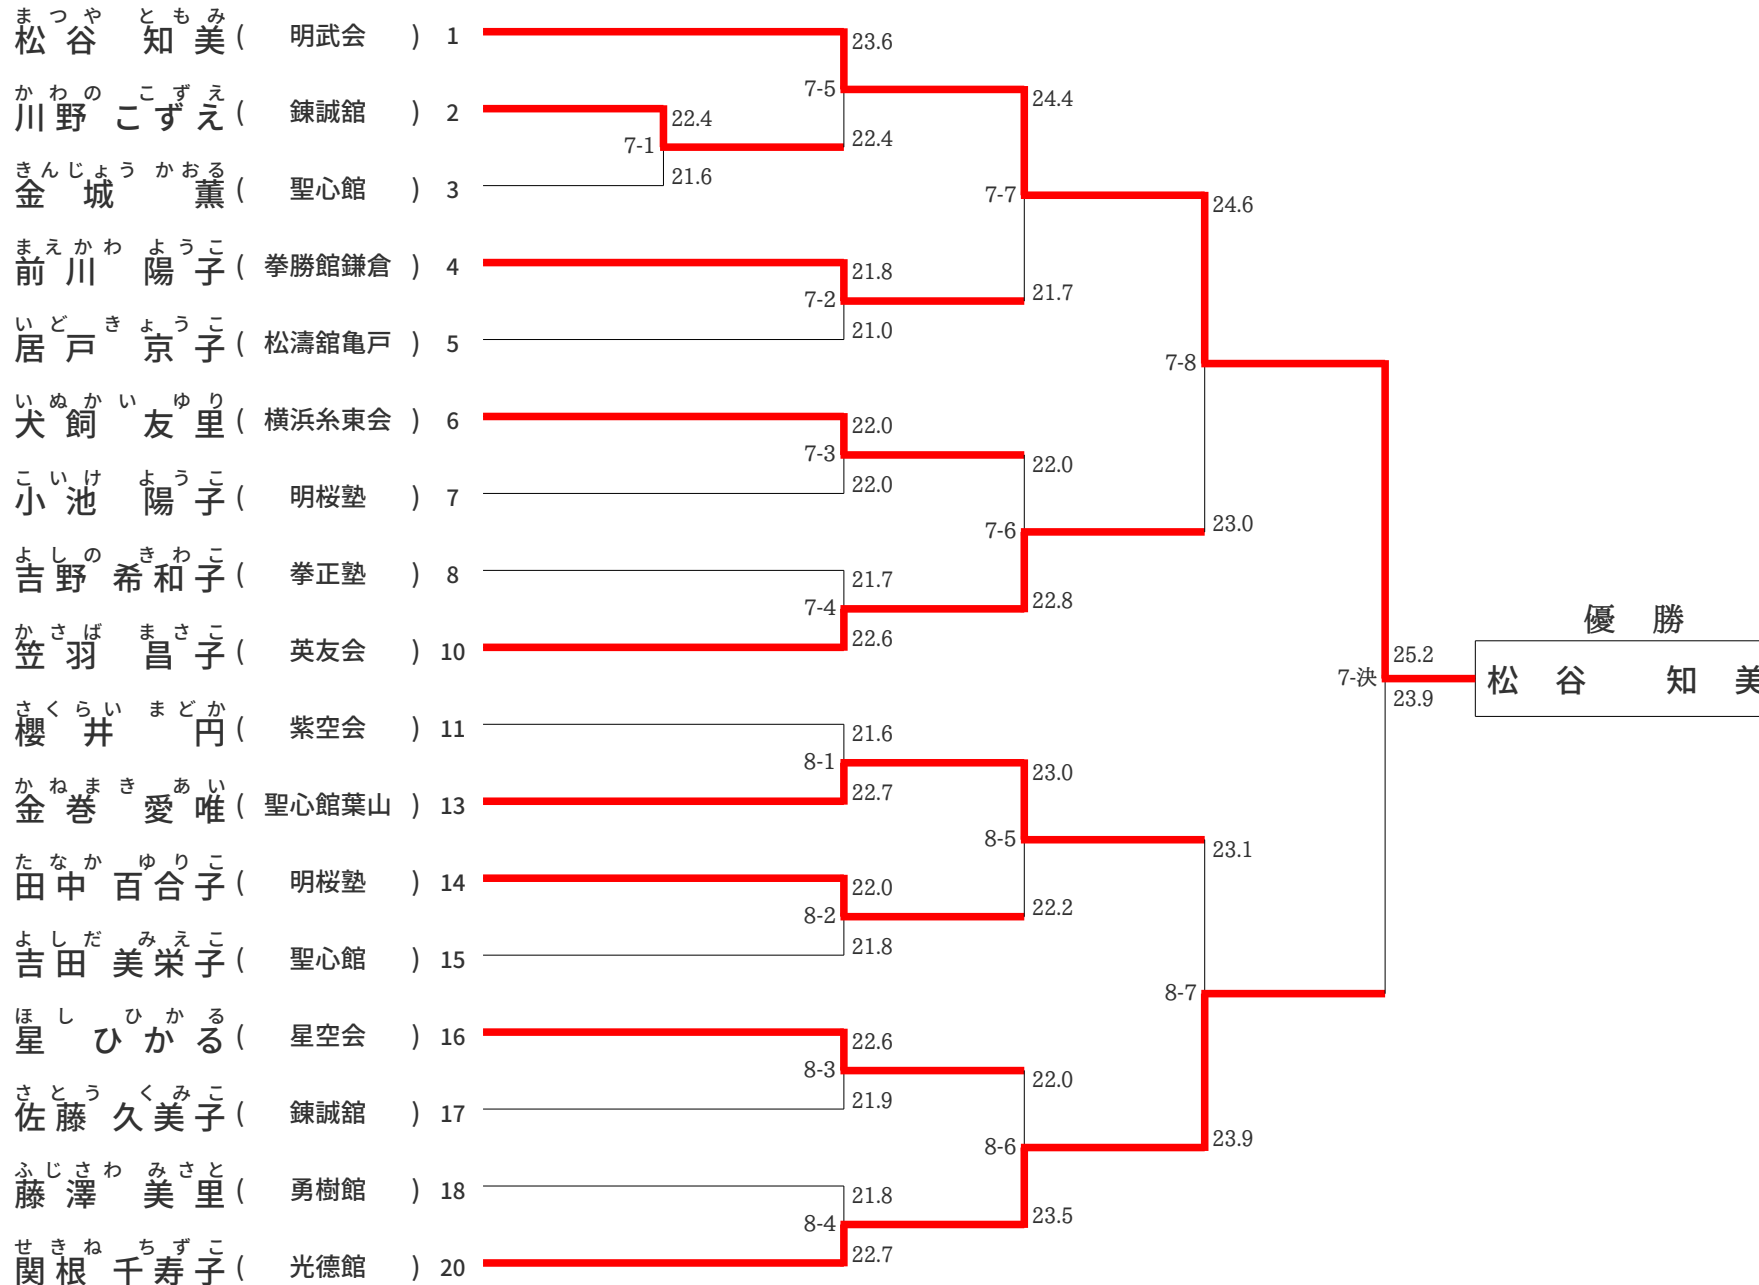 まつや ともみ
松谷 知美 ( 明武会 ) 1
かわの こずえ
川野 こずえ ( 錬誠舘 ) 2
きんじょう かおる
金城 薫 ( 聖心館 ) 3
まえかわ ようこ
前川 陽子 ( 拳勝館鎌倉 ) 4
いど きょうこ
居戸 京子 ( 松濤舘亀戸 ) 5
いぬかい ゆり
犬飼 友里 ( 横浜糸東会 ) 6
こいけ ようこ
小池 陽子 ( 明桜塾 ) 7
よしの きわこ
吉野 希和子 ( 拳正塾 ) 8
かさば まさこ
笠羽 昌子 ( 英友会 ) 10
さくらい まどか
櫻井 円 ( 紫空会 ) 11
かねまき あい
金巻 愛唯 ( 聖心館葉山 ) 13
たなか ゆりこ
田中 百合子 ( 明桜塾 ) 14
よしだ みえこ
吉田 美栄子 ( 聖心館 ) 15
ほし ひかる
星 ひかる ( 星空会 ) 16
さとう くみこ
佐藤 久美子 ( 錬誠舘 ) 17
ふじさわ みさと
藤澤 美里 ( 勇樹館 ) 18
せきね ちずこ
関根 千寿子 ( 光德館 ) 20
22.4
7-1
21.6
23.6
7-5
22.4
21.8
7-2
21.0
22.0
7-3
22.0
21.7
7-4
22.6
21.6
8-1
22.7
22.0
8-2
21.8
22.6
8-3
21.9
21.8
8-4
22.7
24.4
7-7
21.7
22.0
7-6
22.8
23.0
8-5
22.2
22.0
8-6
23.5
24.6
7-8
23.0
23.1
8-7
23.9
25.2
7-決
23.9
優 勝
松 谷 知 美